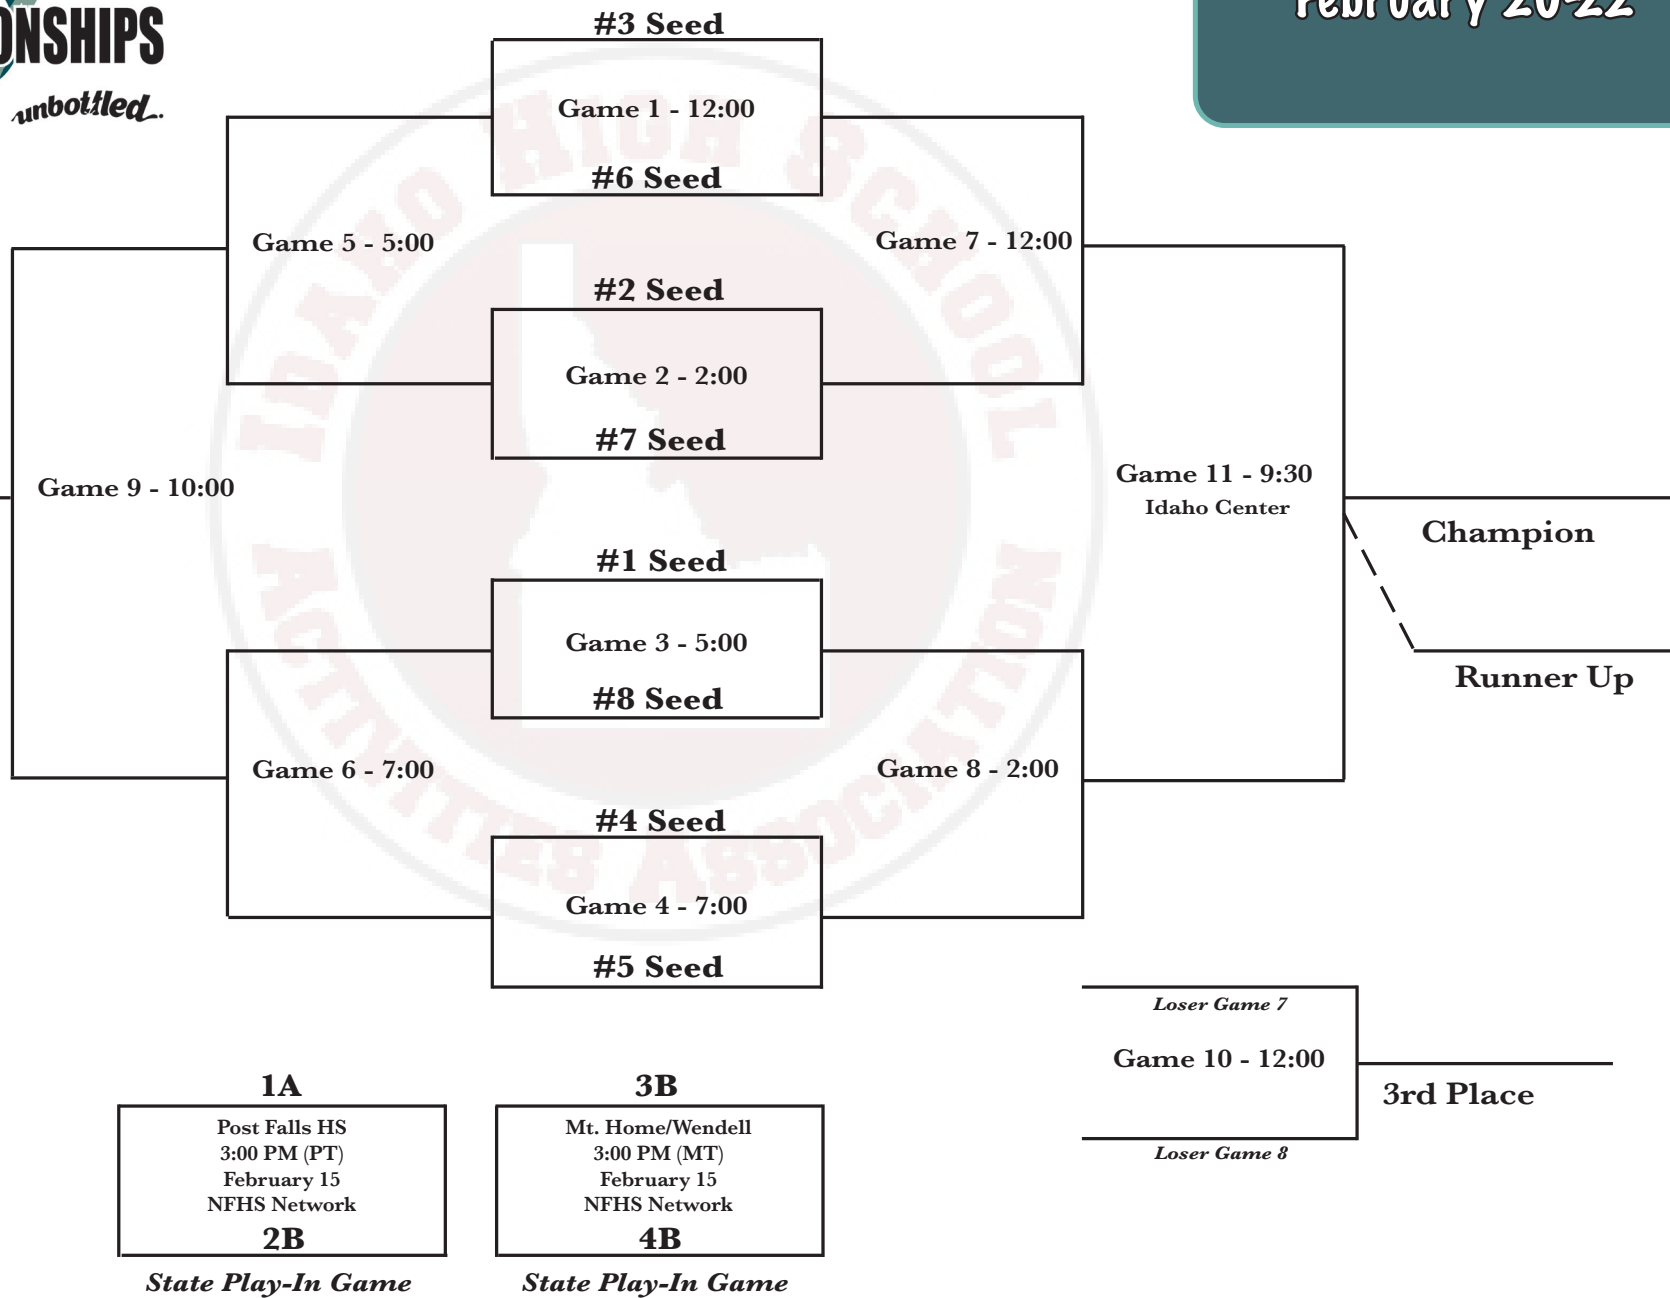 unbottled.
February 20-22
#3 Seed
Game 1 - 12:00
#6 Seed
Game 5 - 5:00
Game 7 - 12:00
#2 Seed
Game 2 - 2:00
#7 Seed
Game 9 - 10:00
Game 11 - 9:30
Idaho Center
Champion
#1 Seed
Game 3 - 5:00
#8 Seed
Runner Up
Game 6 - 7:00
Game 8 - 2:00
#4 Seed
Game 4 - 7:00
#5 Seed
Loser Game 7
Game 10 - 12:00
3rd Place
Loser Game 8
1A
Post Falls HS
3:00 PM (PT)
February 15
NFHS Network
2B
State Play-In Game
3B
Mt. Home/Wendell
3:00 PM (MT)
February 15
NFHS Network
4B
State Play-In Game
IDAHO HIGH SCHOOL
ACTIVITIES ASSOCIATION